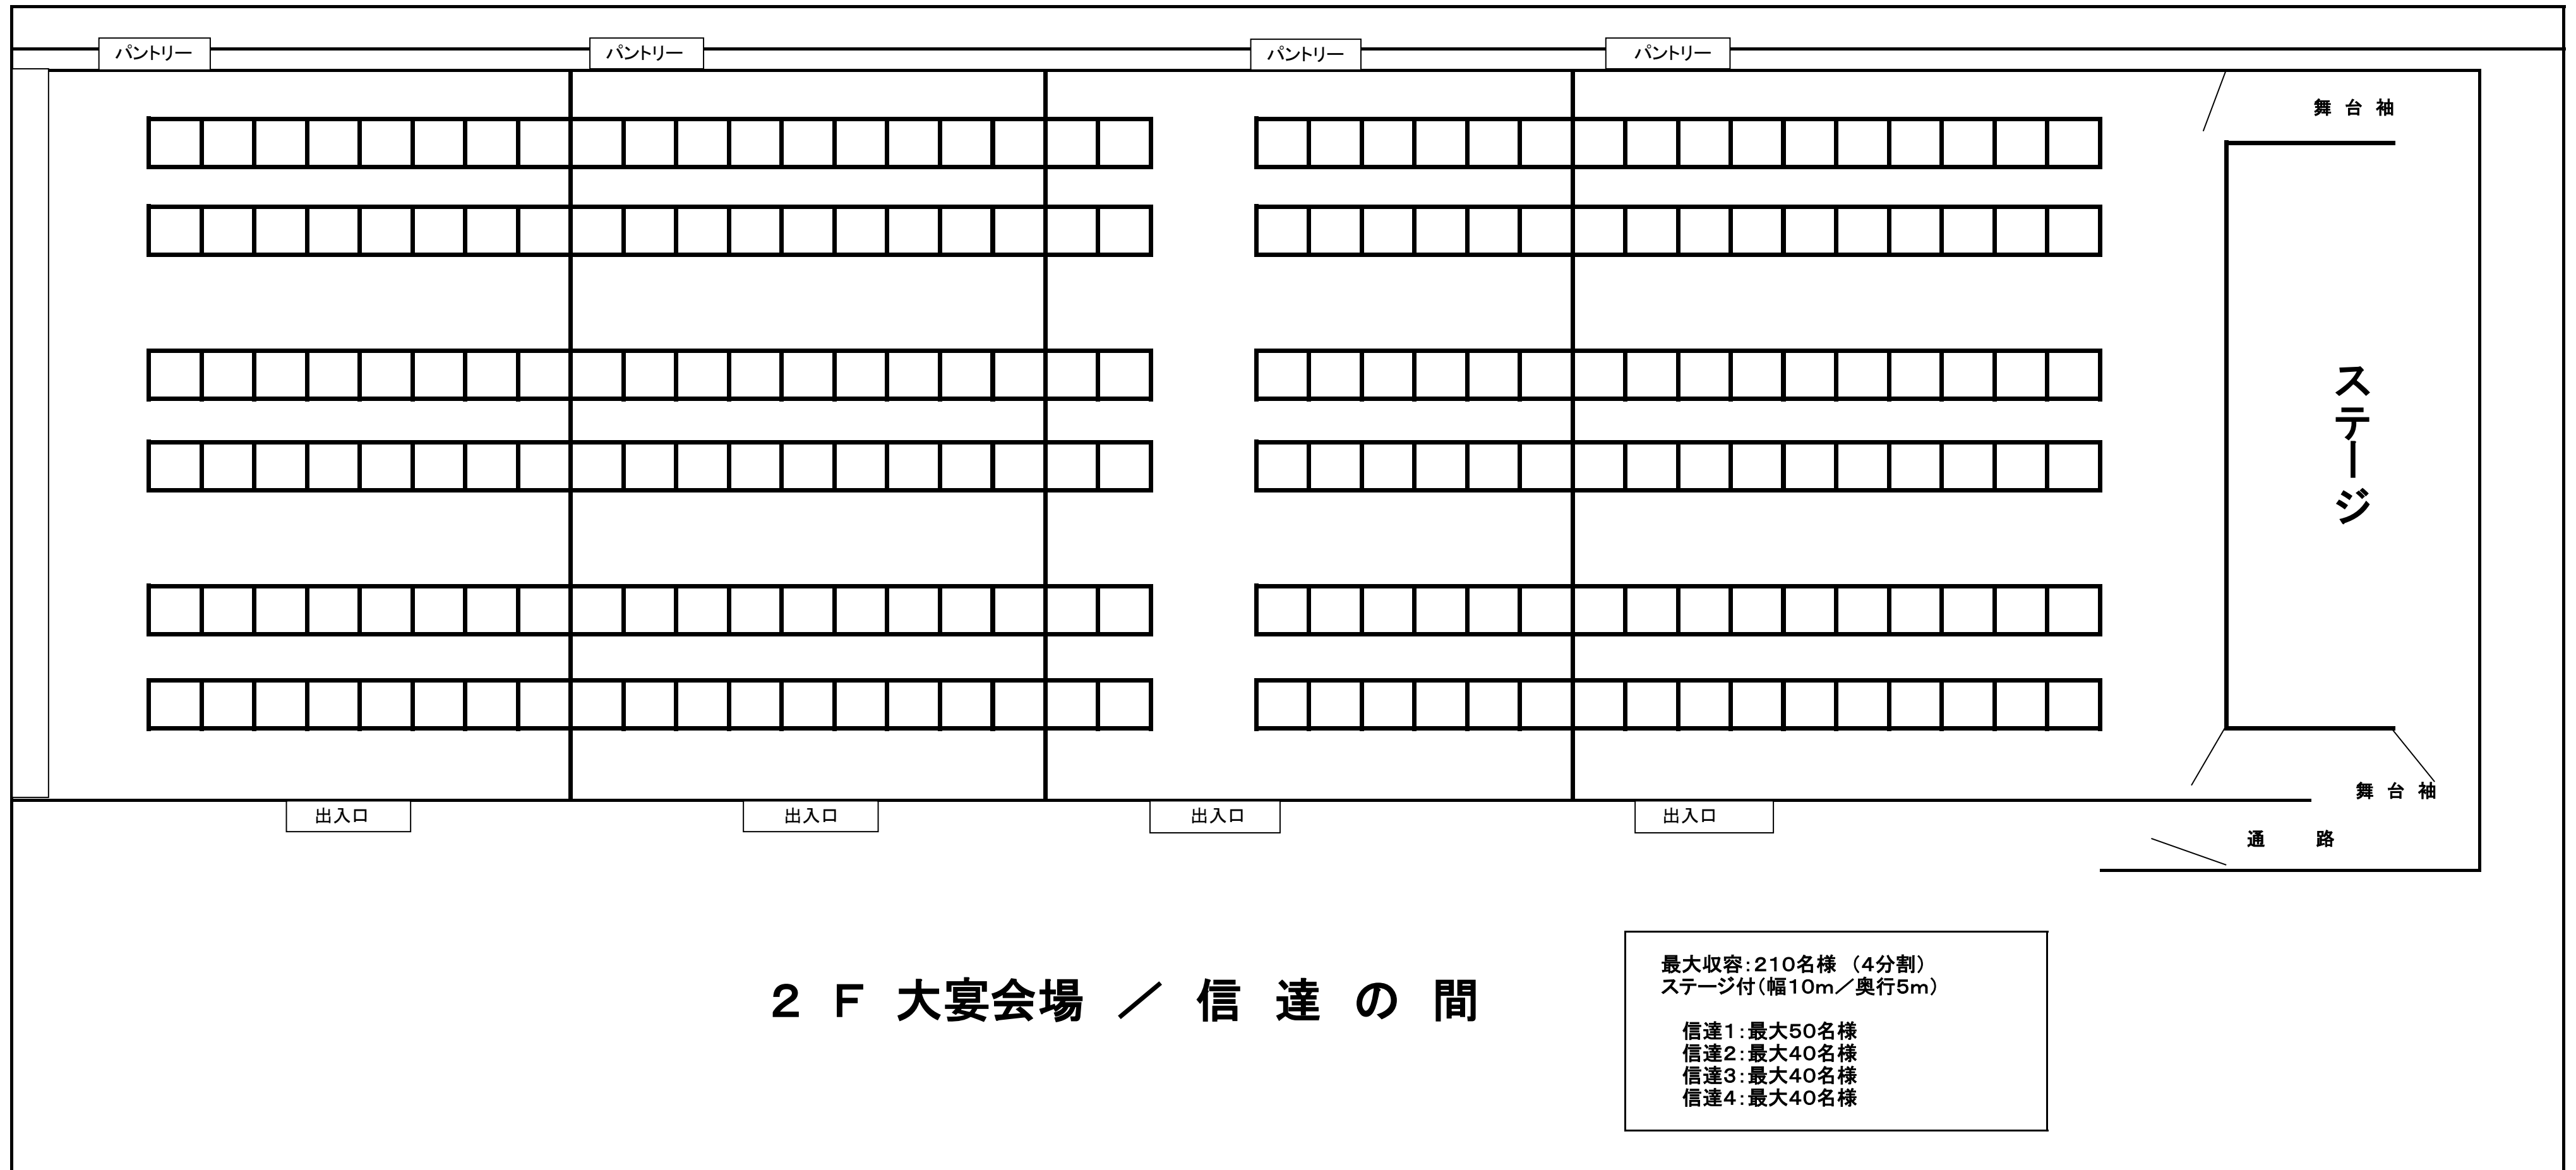 パントリー
パントリー
パントリー
パントリー
舞 台 袖
ステージ
舞 台 袖
出入口
出入口
出入口
出入口
通 路
２ Ｆ 大宴会場 ／ 信 達 の 間
最大収容：２１０名様 （４分割）
ステージ付（幅１０ｍ／奥行５ｍ）
信達１：最大５０名様
信達２：最大４０名様
信達３：最大４０名様
信達４：最大４０名様